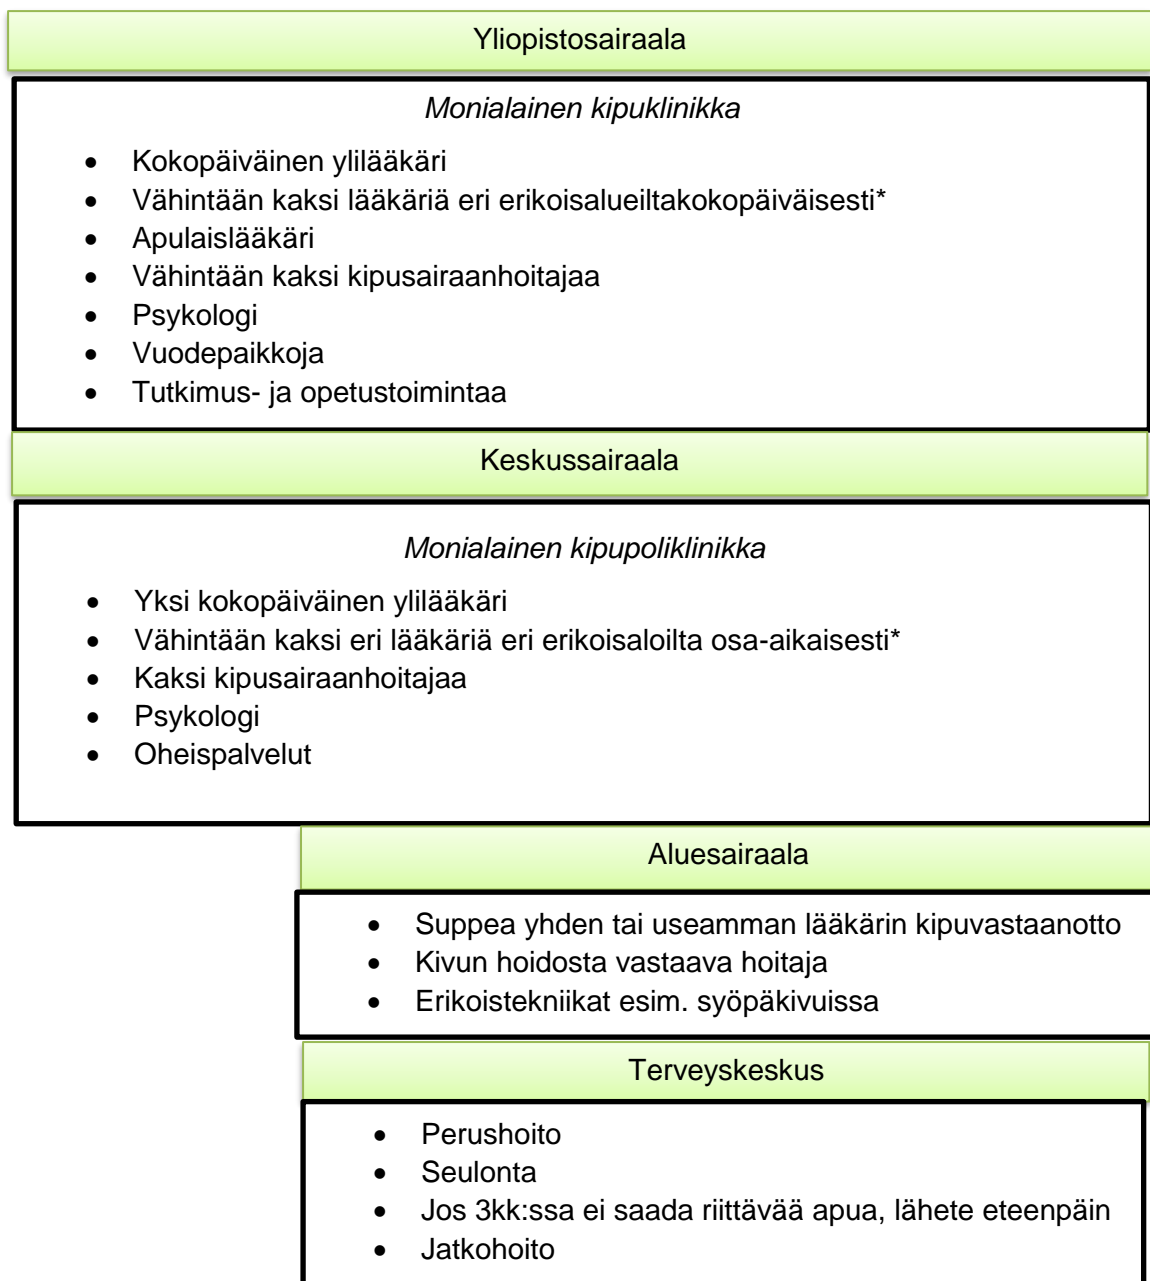 Yliopistosairaala
Monialainen kipuklinikka
• Kokopäiväinen ylilääkäri
• Vähintään kaksi lääkäriä eri erikoisalueiltakokopäiväisesti*
• Apulaislääkäri
• Vähintään kaksi kipusairaanhoitajaa
• Psykologi
• Vuodepaikkoja
• Tutkimus- ja opetustoimintaa
Keskussairaala
Monialainen kipupoliklinikka
• Yksi kokopäiväinen ylilääkäri
• Vähintään kaksi eri lääkäriä eri erikoisaloilta osa-aikaisesti*
• Kaksi kipusairaanhoitajaa
• Psykologi
• Oheispalvelut
Aluesairaala
• Suppea yhden tai useamman lääkärin kipuvastaanotto
• Kivun hoidosta vastaava hoitaja
• Erikoistekniikat esim. syöpäkivuissa
Terveyskeskus
• Perushoito
• Seulonta
• Jos 3kk:ssa ei saada riittävää apua, lähete eteenpäin
• Jatkohoito